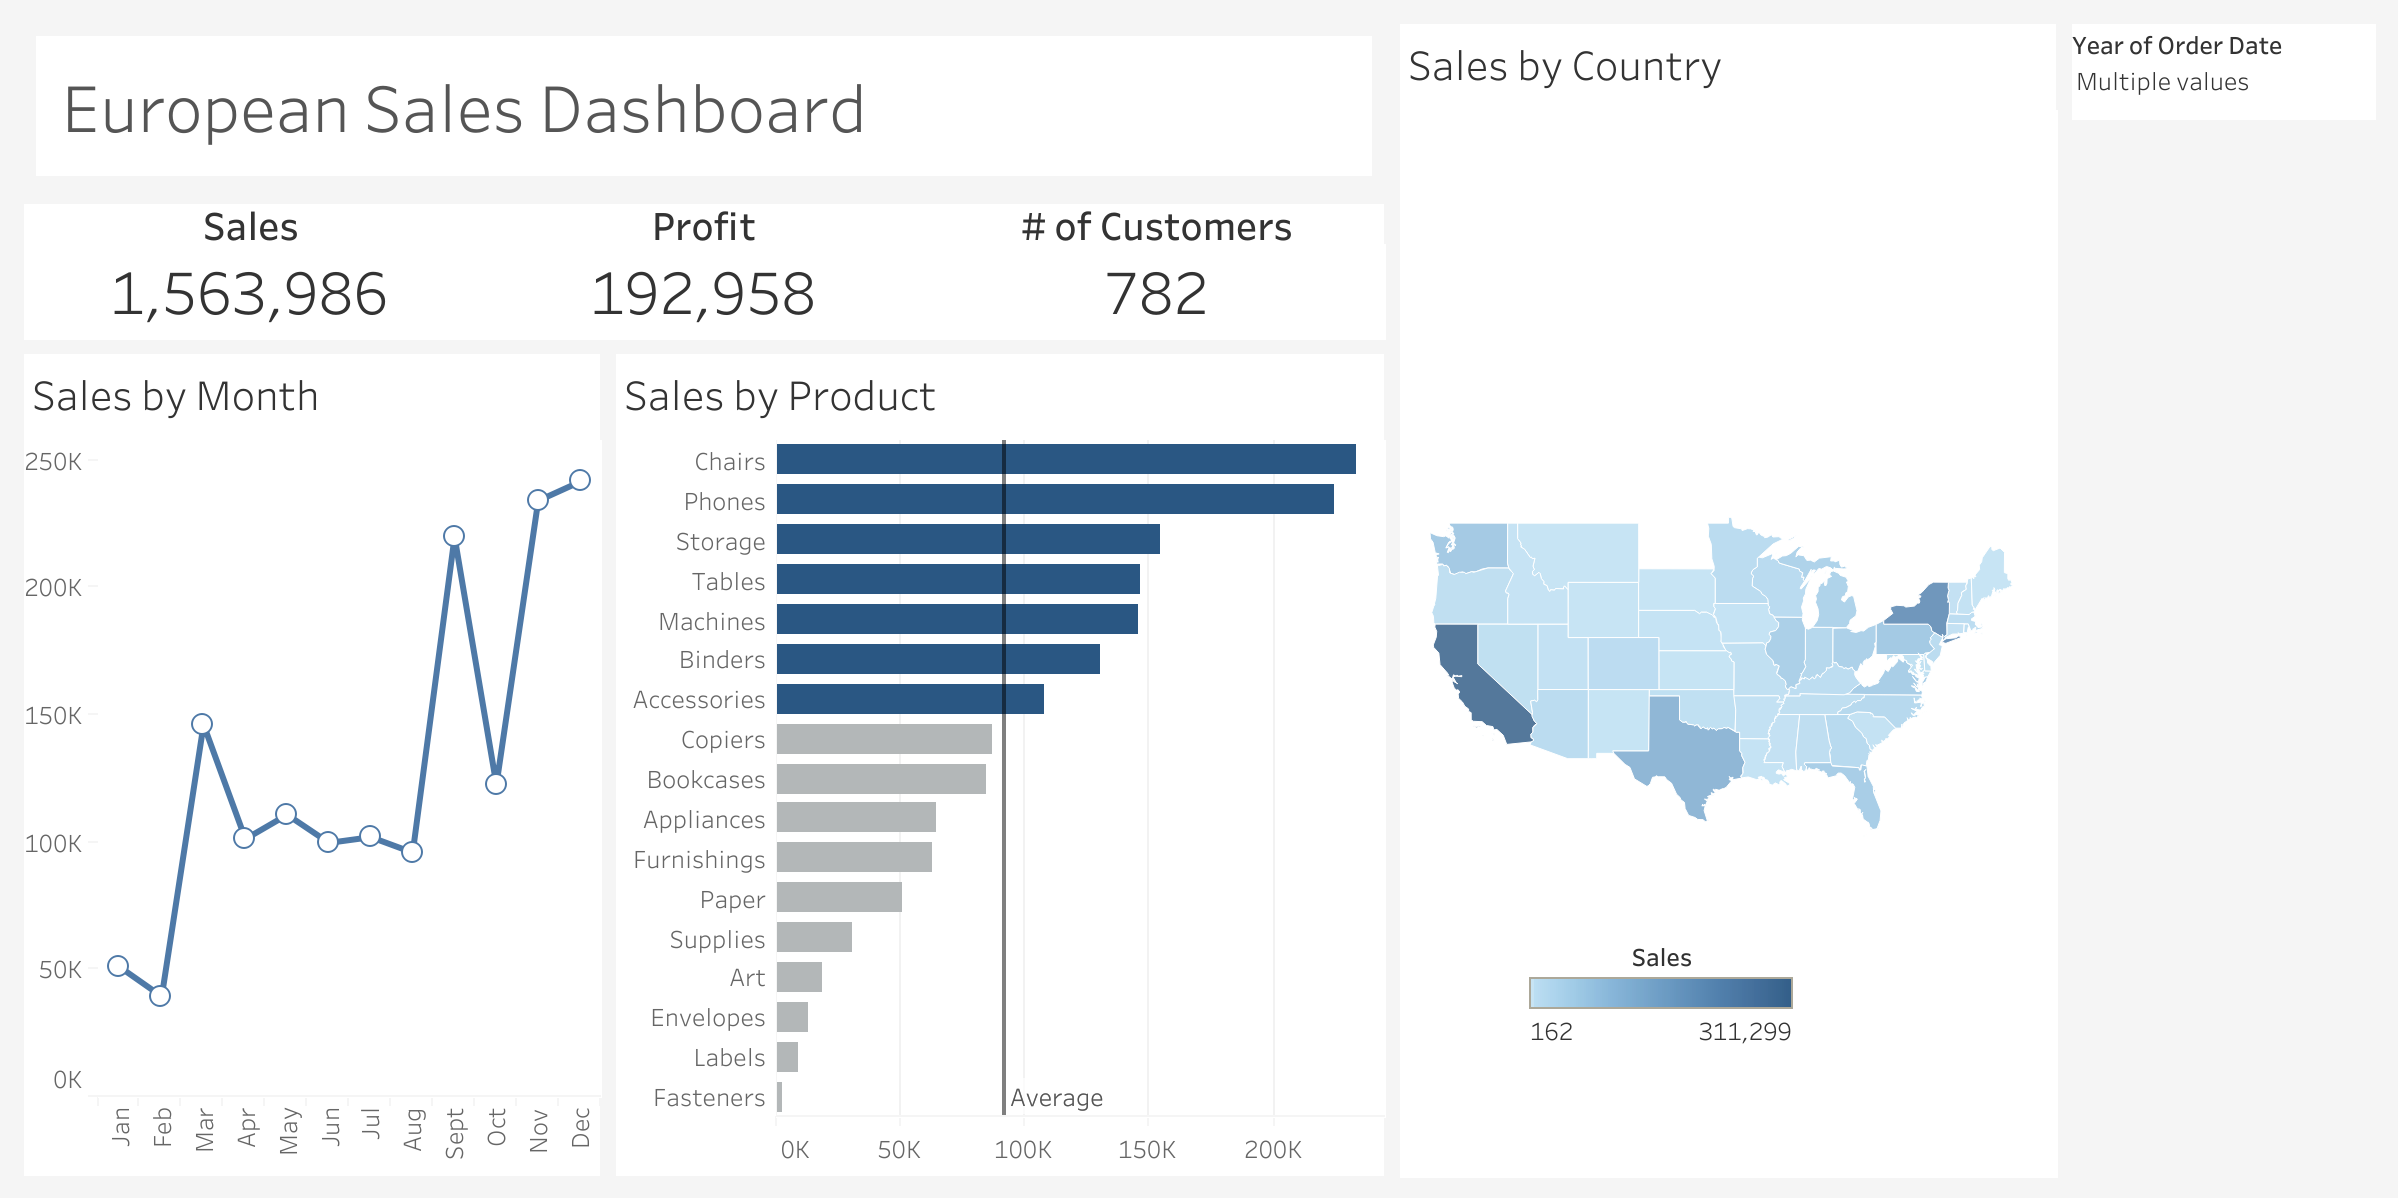 European Sales Dashboard
Sales
Profit
# of Customers
1,563,986
192,958
782
Sales by Month
250K
200K
150K
100K
50K
0K
Jan
Feb
Mar
Apr
May
Jun
Jul
Aug
Sept
Oct
Nov
Dec
Sales by Product
Chairs
Phones
Storage
Tables
Machines
Binders
Accessories
Copiers
Bookcases
Appliances
Furnishings
Paper
Supplies
Art
Envelopes
Labels
Fasteners
Average
0K
50K
100K
150K
200K
Sales by Country
Sales
162
311,299
Year of Order Date
Multiple values